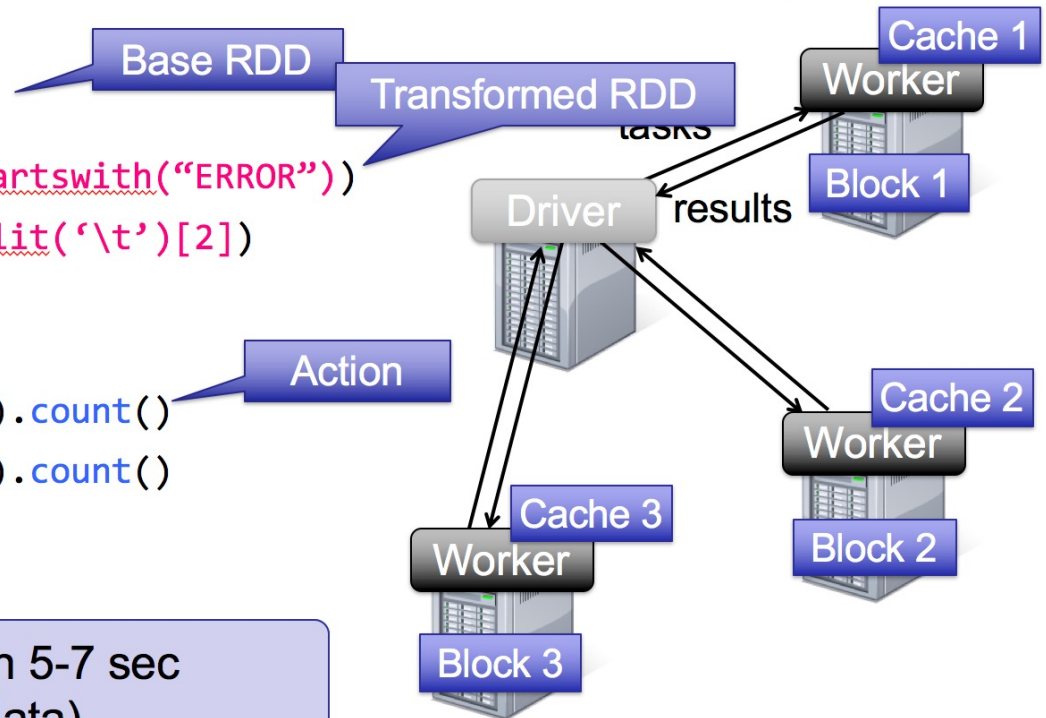 Base RDD
Transformed RDD
artswith(“ERROR”))
lit(‘\t’)[2])
Action
).count()
).count()
5-7 sec
Cache 1
Worker
Block 1
tasks
results
Driver
Cache 2
Worker
Block 2
Cache 3
Worker
Block 3